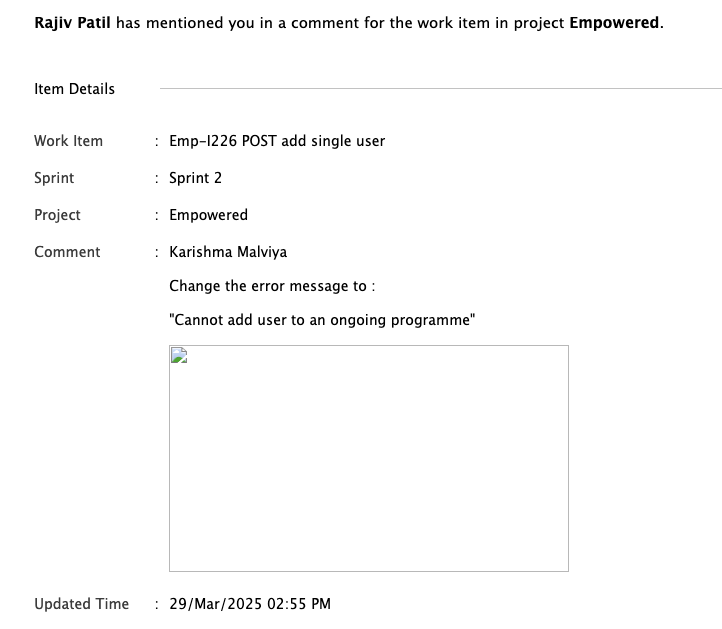 Rajiv Patil has mentioned you in a comment for the work item in project Empowered.
Item Details
Work Item : Emp-I226 POST add single user
Sprint : Sprint 2
Project : Empowered
Comment : Karishma Malviya
Change the error message to :
"Cannot add user to an ongoing programme"
Updated Time : 29/Mar/2025 02:55 PM